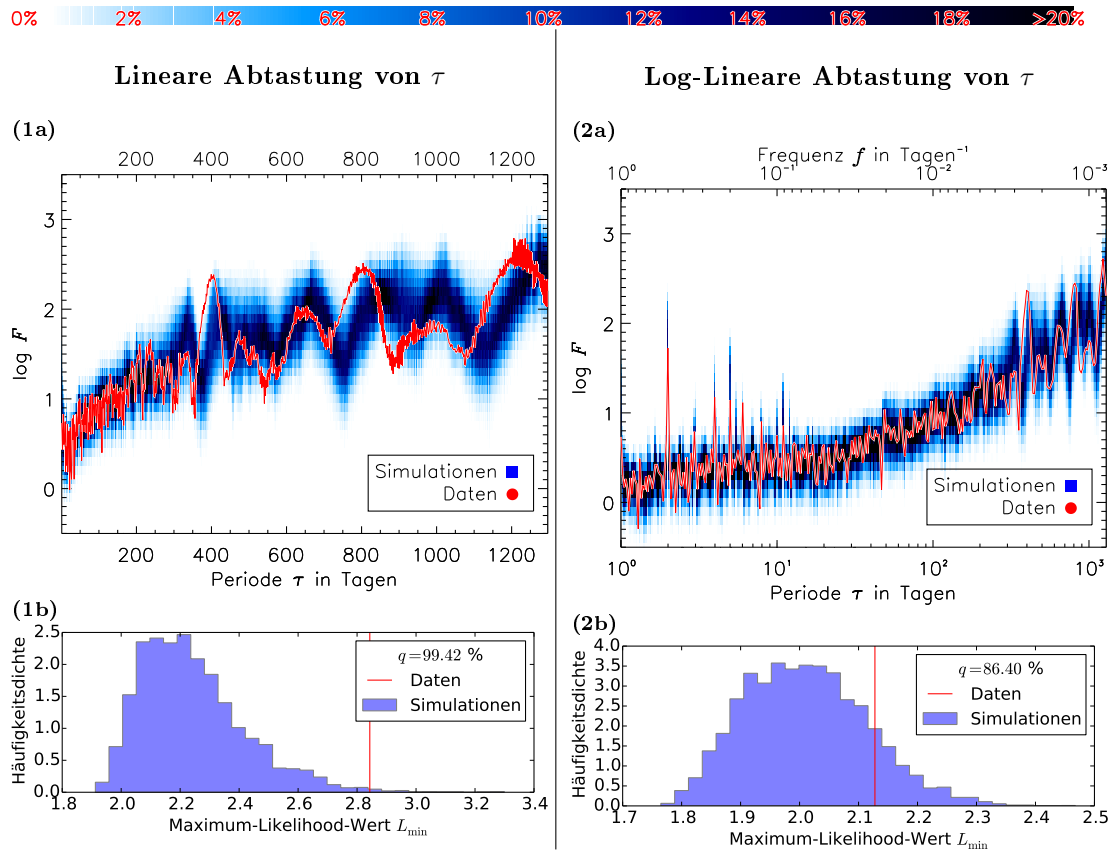 0% 2% 4% 6% 8% 10% 12% 14% 16% 18% >20%
Lineare Abtastung von τ
(1a)
200 400 600 800 1000 1200
log F
3
2
1
0
Simulationen
Daten
200 400 600 800 1000 1200
Periode τ in Tagen
(1b)
Häufigkeitsdichte
2.5
2.0
1.5
1.0
0.5
0.0
q=99.42 %
Daten
Simulationen
1.8 2.0 2.2 2.4 2.6 2.8 3.0 3.2 3.4
Maximum-Likelihood-Wert Lmin
Log-Lineare Abtastung von τ
(2a)
Frequenz f in Tagen⁻¹
10⁰ 10⁻¹ 10⁻² 10⁻³
log F
3
2
1
0
Simulationen
Daten
10⁰ 10¹ 10² 10³
Periode τ in Tagen
(2b)
Häufigkeitsdichte
4.0
3.5
3.0
2.5
2.0
1.5
1.0
0.5
0.0
q=86.40 %
Daten
Simulationen
1.7 1.8 1.9 2.0 2.1 2.2 2.3 2.4 2.5
Maximum-Likelihood-Wert Lmin